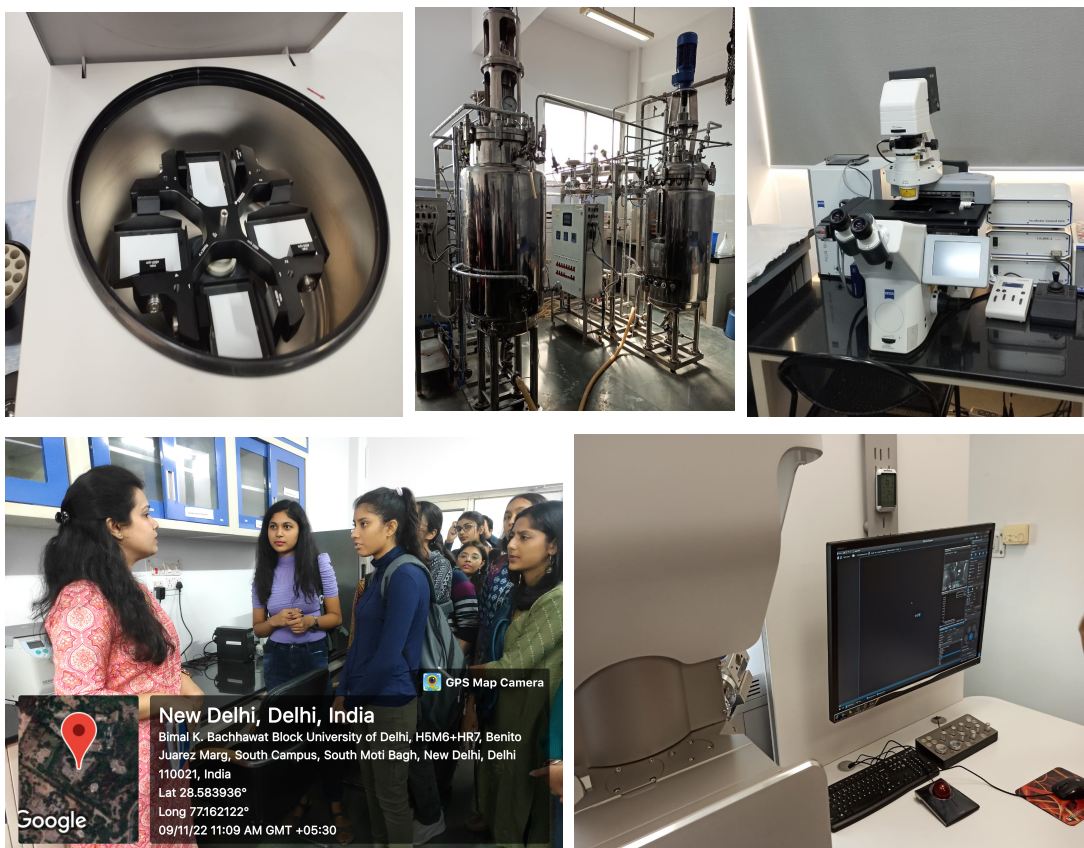 ZEISS
ZEISS
GPS Map Camera
New Delhi, Delhi, India
Bimal K. Bachhawat Block University of Delhi, H5M6+HR7, Benito
Juarez Marg, South Campus, South Moti Bagh, New Delhi, Delhi
110021, India
Lat 28.583936°
Long 77.162122°
09/11/22 11:09 AM GMT +05:30
Google